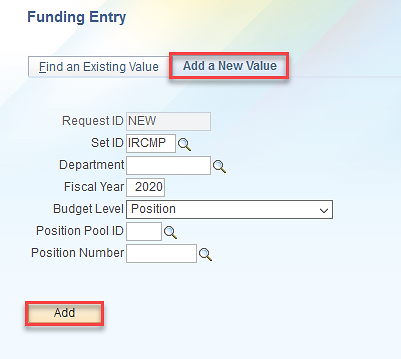 Funding Entry
Find an Existing Value Add a New Value
Request ID NEW
Set ID IRCMP
Department
Fiscal Year 2020
Budget Level Position
Position Pool ID
Position Number
Add